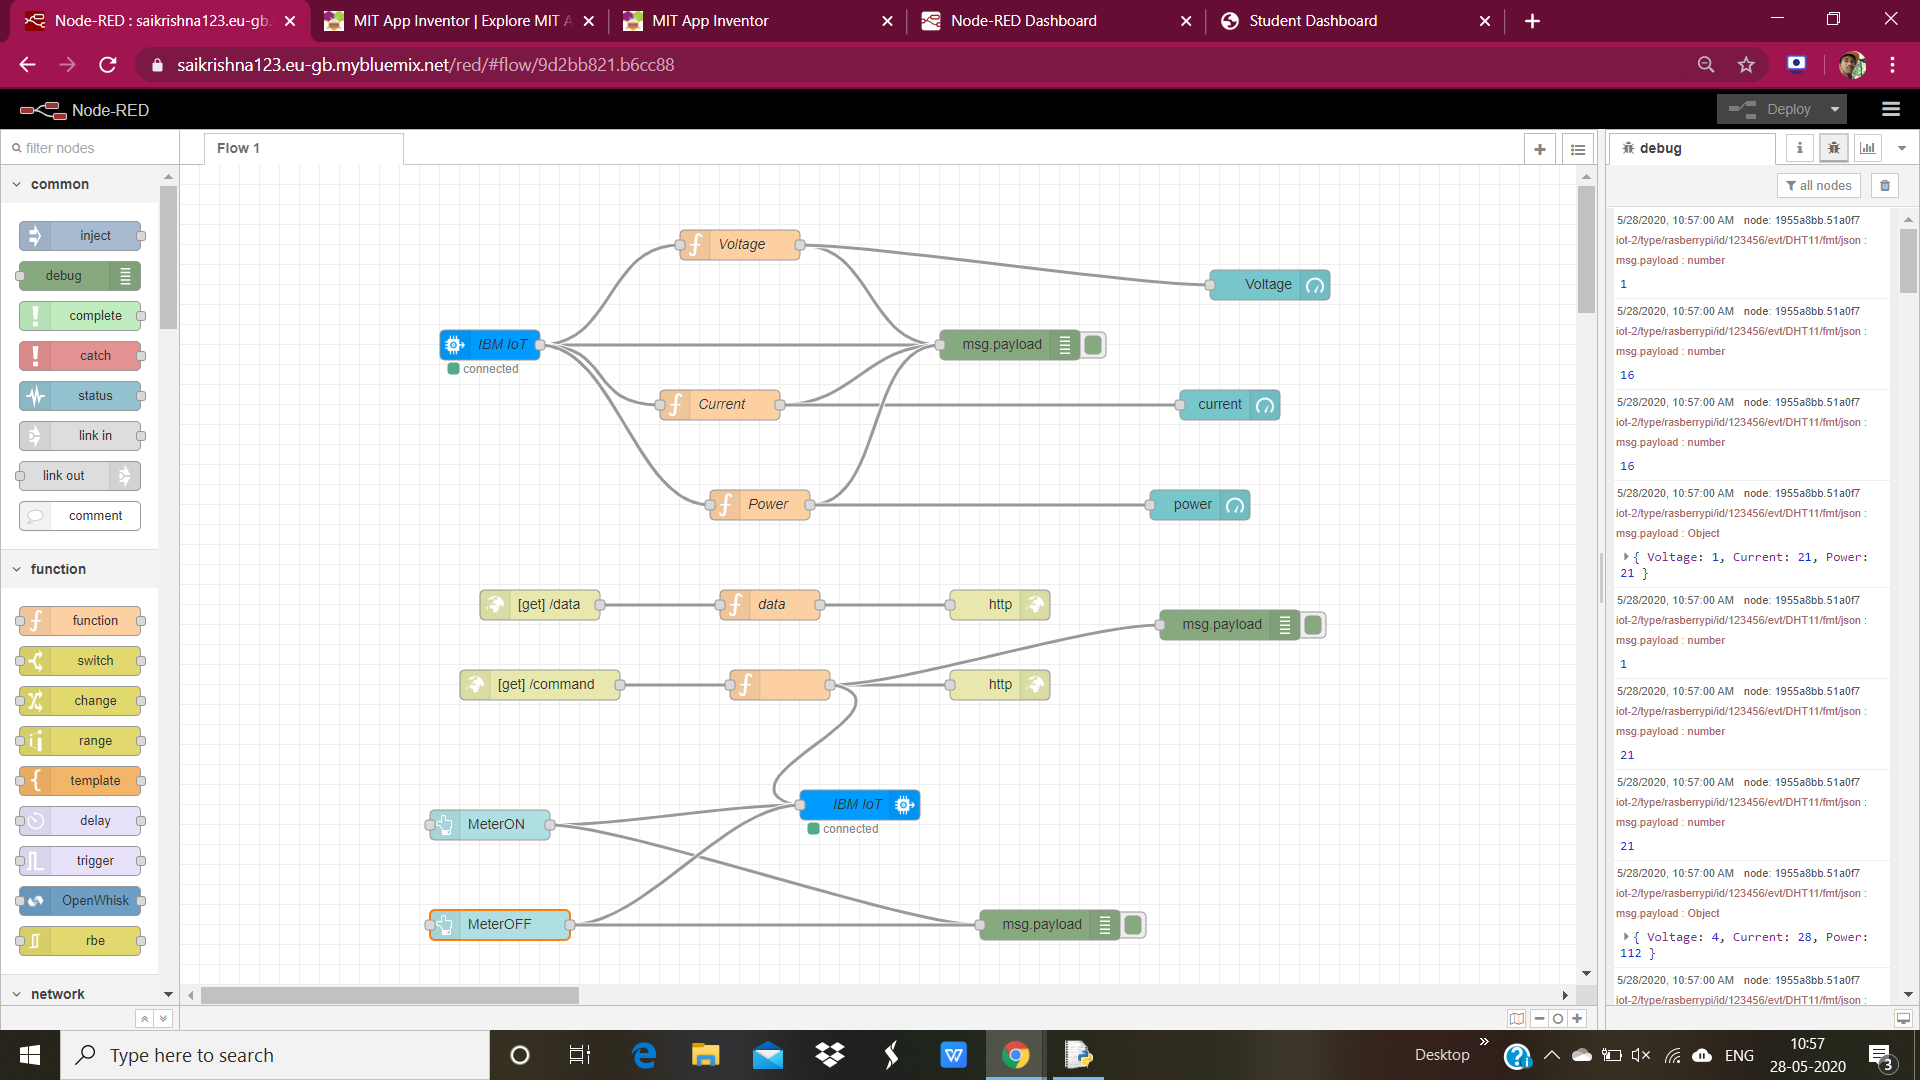 Node-RED : saikrishna123.eu-gb.
MIT App Inventor | Explore MIT A
MIT App Inventor
Node-RED Dashboard
Student Dashboard
saikrishna123.eu-gb.mybluemix.net/red/#flow/9d2bb821.b6cc88
Node-RED
Deploy
filter nodes
Flow 1
debug
i
all nodes
common
inject
debug
complete
catch
status
link in
link out
comment
function
function
switch
change
range
template
delay
trigger
OpenWhisk
rbe
network
Voltage
Voltage
IBM IoT
connected
msg.payload
Current
current
Power
power
[get] /data
data
http
msg.payload
[get] /command
http
IBM IoT
connected
MeterON
MeterOFF
msg.payload
5/28/2020, 10:57:00 AM node: 1955a8bb.51a0f7
iot-2/type/rasberrypi/id/123456/evt/DHT11/fmt/json :
msg.payload : number
1
5/28/2020, 10:57:00 AM node: 1955a8bb.51a0f7
iot-2/type/rasberrypi/id/123456/evt/DHT11/fmt/json :
msg.payload : number
16
5/28/2020, 10:57:00 AM node: 1955a8bb.51a0f7
iot-2/type/rasberrypi/id/123456/evt/DHT11/fmt/json :
msg.payload : number
16
5/28/2020, 10:57:00 AM node: 1955a8bb.51a0f7
iot-2/type/rasberrypi/id/123456/evt/DHT11/fmt/json :
msg.payload : Object
{ Voltage: 1, Current: 21, Power:
21 }
5/28/2020, 10:57:00 AM node: 1955a8bb.51a0f7
iot-2/type/rasberrypi/id/123456/evt/DHT11/fmt/json :
msg.payload : number
1
5/28/2020, 10:57:00 AM node: 1955a8bb.51a0f7
iot-2/type/rasberrypi/id/123456/evt/DHT11/fmt/json :
msg.payload : number
21
5/28/2020, 10:57:00 AM node: 1955a8bb.51a0f7
iot-2/type/rasberrypi/id/123456/evt/DHT11/fmt/json :
msg.payload : number
21
5/28/2020, 10:57:00 AM node: 1955a8bb.51a0f7
iot-2/type/rasberrypi/id/123456/evt/DHT11/fmt/json :
msg.payload : Object
{ Voltage: 4, Current: 28, Power:
112 }
5/28/2020, 10:57:00 AM node: 1955a8bb.51a0f7
iot-2/type/rasberrypi/id/123456/evt/DHT11/fmt/json :
Type here to search
Desktop
ENG
10:57
28-05-2020
3